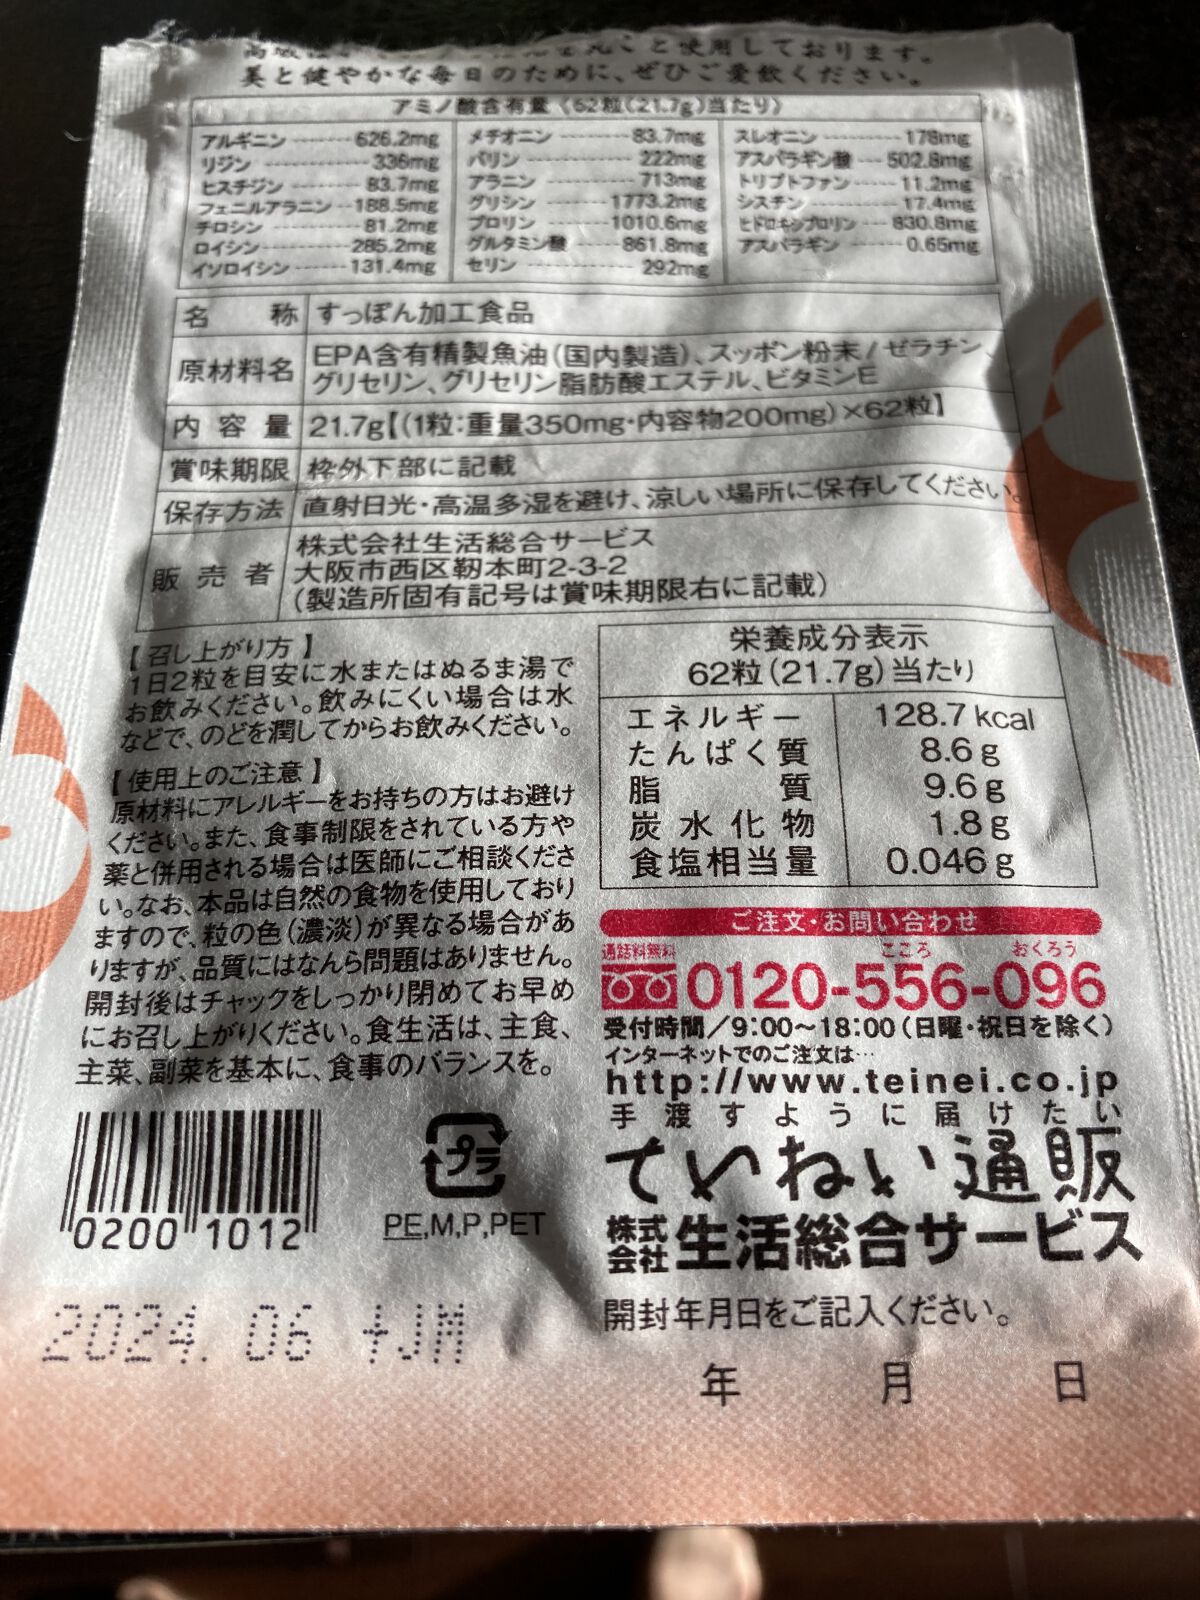 と使用しております。
美と健やかな毎日のために、ぜひご愛飲ください。
アミノ酸含有量〈62粒(21.7g)当たり〉
アルギニン 626.2mg
リジン 336mg
ヒスチジン 83.7mg
フェニルアラニン 188.5mg
チロシン 81.2mg
ロイシン 285.2mg
イソロイシン 131.4mg
メチオニン 83.7mg
バリン 222mg
アラニン 713mg
グリシン 1773.2mg
プロリン 1010.6mg
グルタミン酸 861.8mg
セリン 292mg
スレオニン 178mg
アスパラギン酸 502.8mg
トリプトファン 11.2mg
シスチン 17.4mg
ヒドロキシプロリン 830.8mg
アスパラギン 0.65mg
名称 すっぽん加工食品
原材料名 EPA含有精製魚油(国内製造)、スッポン粉末/ゼラチン、
グリセリン、グリセリン脂肪酸エステル、ビタミンE
内容量 21.7g【(1粒:重量350mg・内容物200mg)×62粒】
賞味期限 枠外下部に記載
保存方法 直射日光・高温多湿を避け、涼しい場所に保存してください。
販売者 株式会社生活総合サービス
大阪市西区靭本町2-3-2
(製造所固有記号は賞味期限右に記載)
【召し上がり方】
1日2粒を目安に水またはぬるま湯で
お飲みください。飲みにくい場合は水
などで、のどを潤してからお飲みください。
【使用上のご注意】
原材料にアレルギーをお持ちの方はお避け
ください。また、食事制限をされている方や
薬と併用される場合は医師にご相談くださ
い。なお、本品は自然の食物を使用しており
ますので、粒の色(濃淡)が異なる場合があ
りますが、品質にはなんら問題はありません。
開封後はチャックをしっかり閉めてお早め
にお召し上がりください。食生活は、主食、
主菜、副菜を基本に、食事のバランスを。
栄養成分表示
62粒(21.7g)当たり
エネルギー 128.7kcal
たんぱく質 8.6g
脂質 9.6g
炭水化物 1.8g
食塩相当量 0.046g
ご注文・お問い合わせ
通話料無料 こころ おくろう
0120-556-096
受付時間/9:00〜18:00(日曜・祝日を除く)
インターネットでのご注文は…
http://www.teinei.co.jp
手渡すように届けたい
ていねい通販
株式会社生活総合サービス
開封年月日をご記入ください。
年 月 日
02001012
プラ
PE,M,P,PET
2024.06 +JM